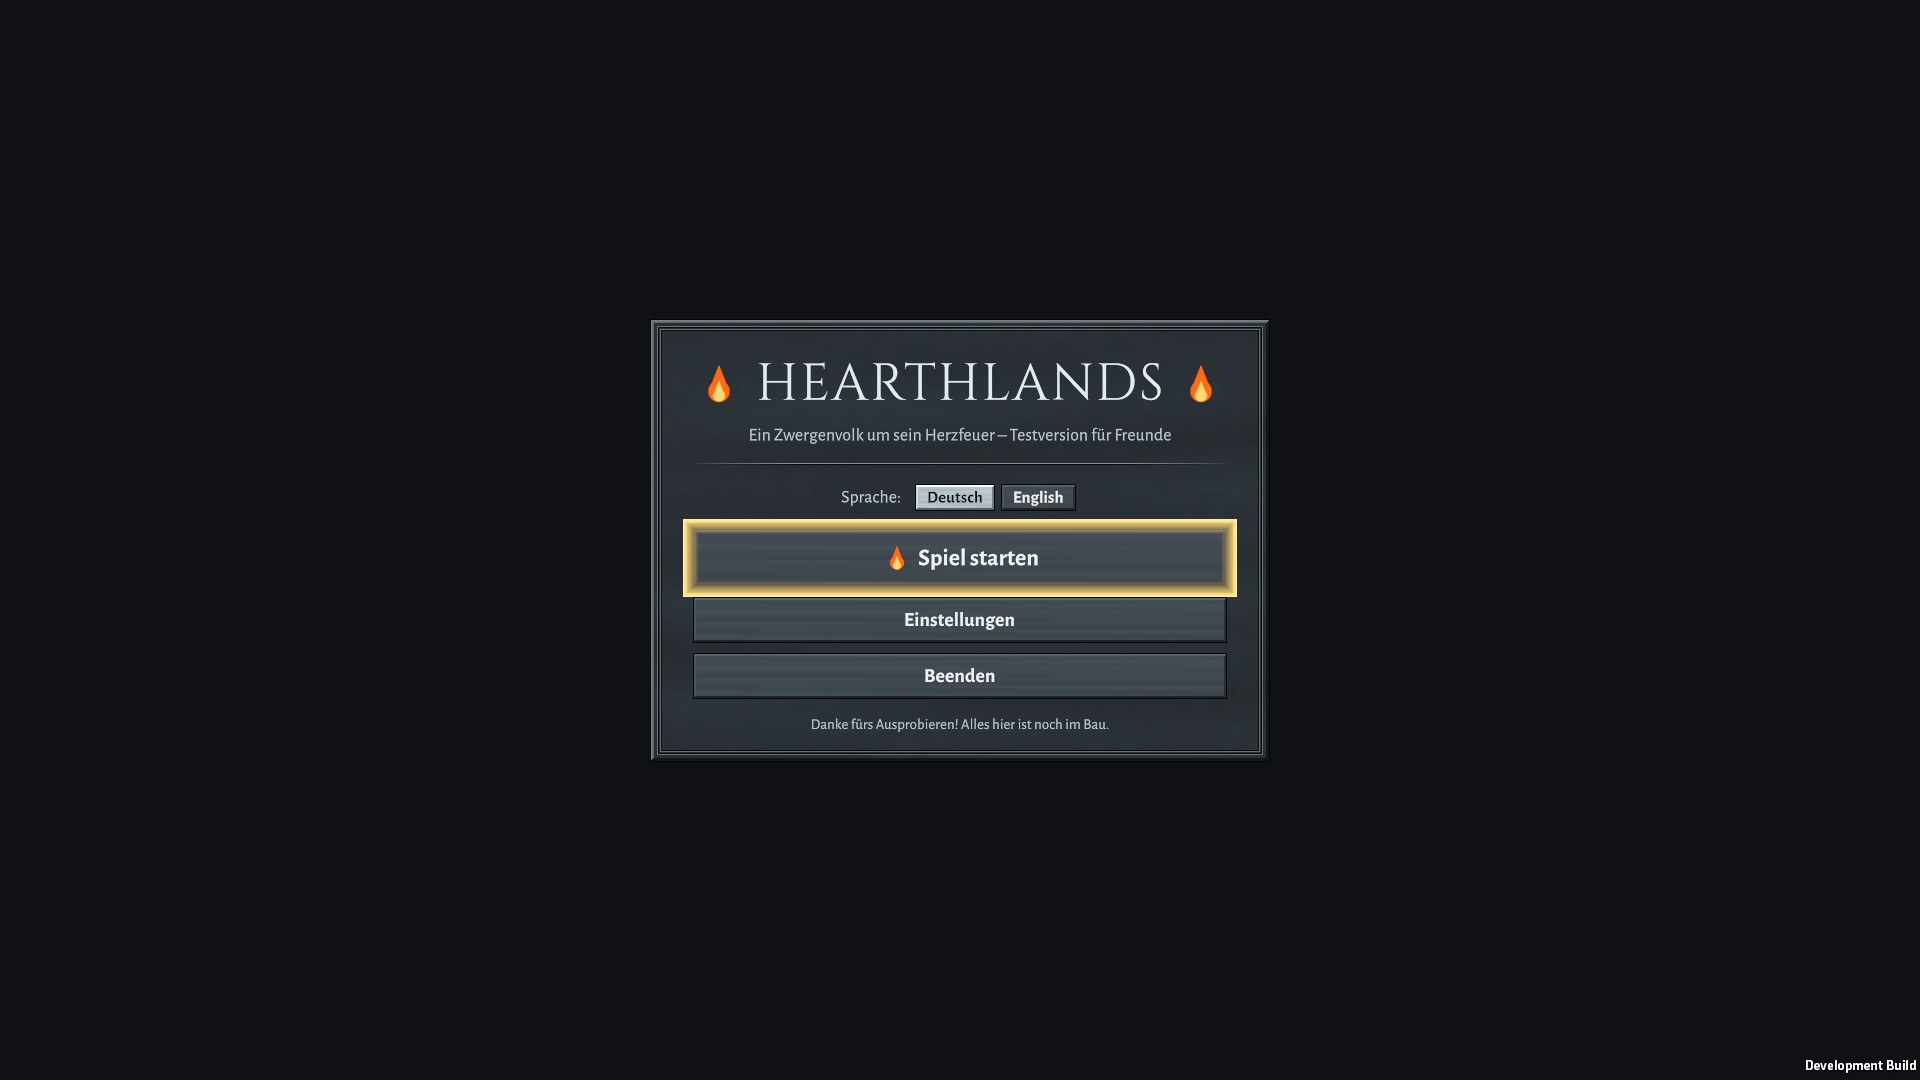 HEARTHLANDS
Ein Zwergenvolk um sein Herzfeuer – Testversion für Freunde
Sprache: Deutsch English
Spiel starten
Einstellungen
Beenden
Danke fürs Ausprobieren! Alles hier ist noch im Bau.
Development Build